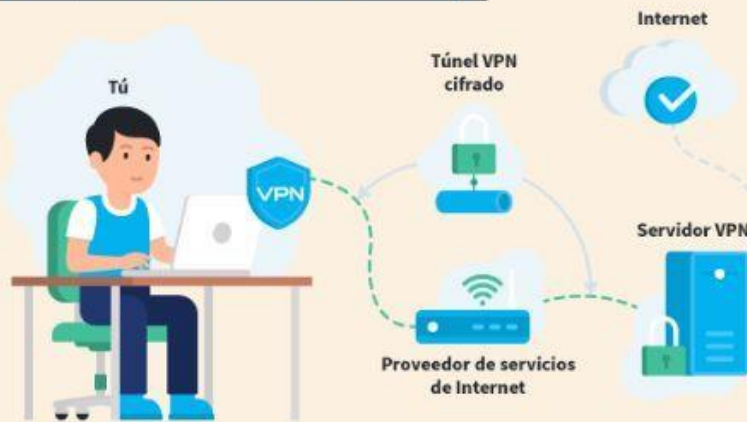 Internet
Túnel VPN
cifrado
Tú
VPN
Servidor VPN
Proveedor de servicios
de Internet